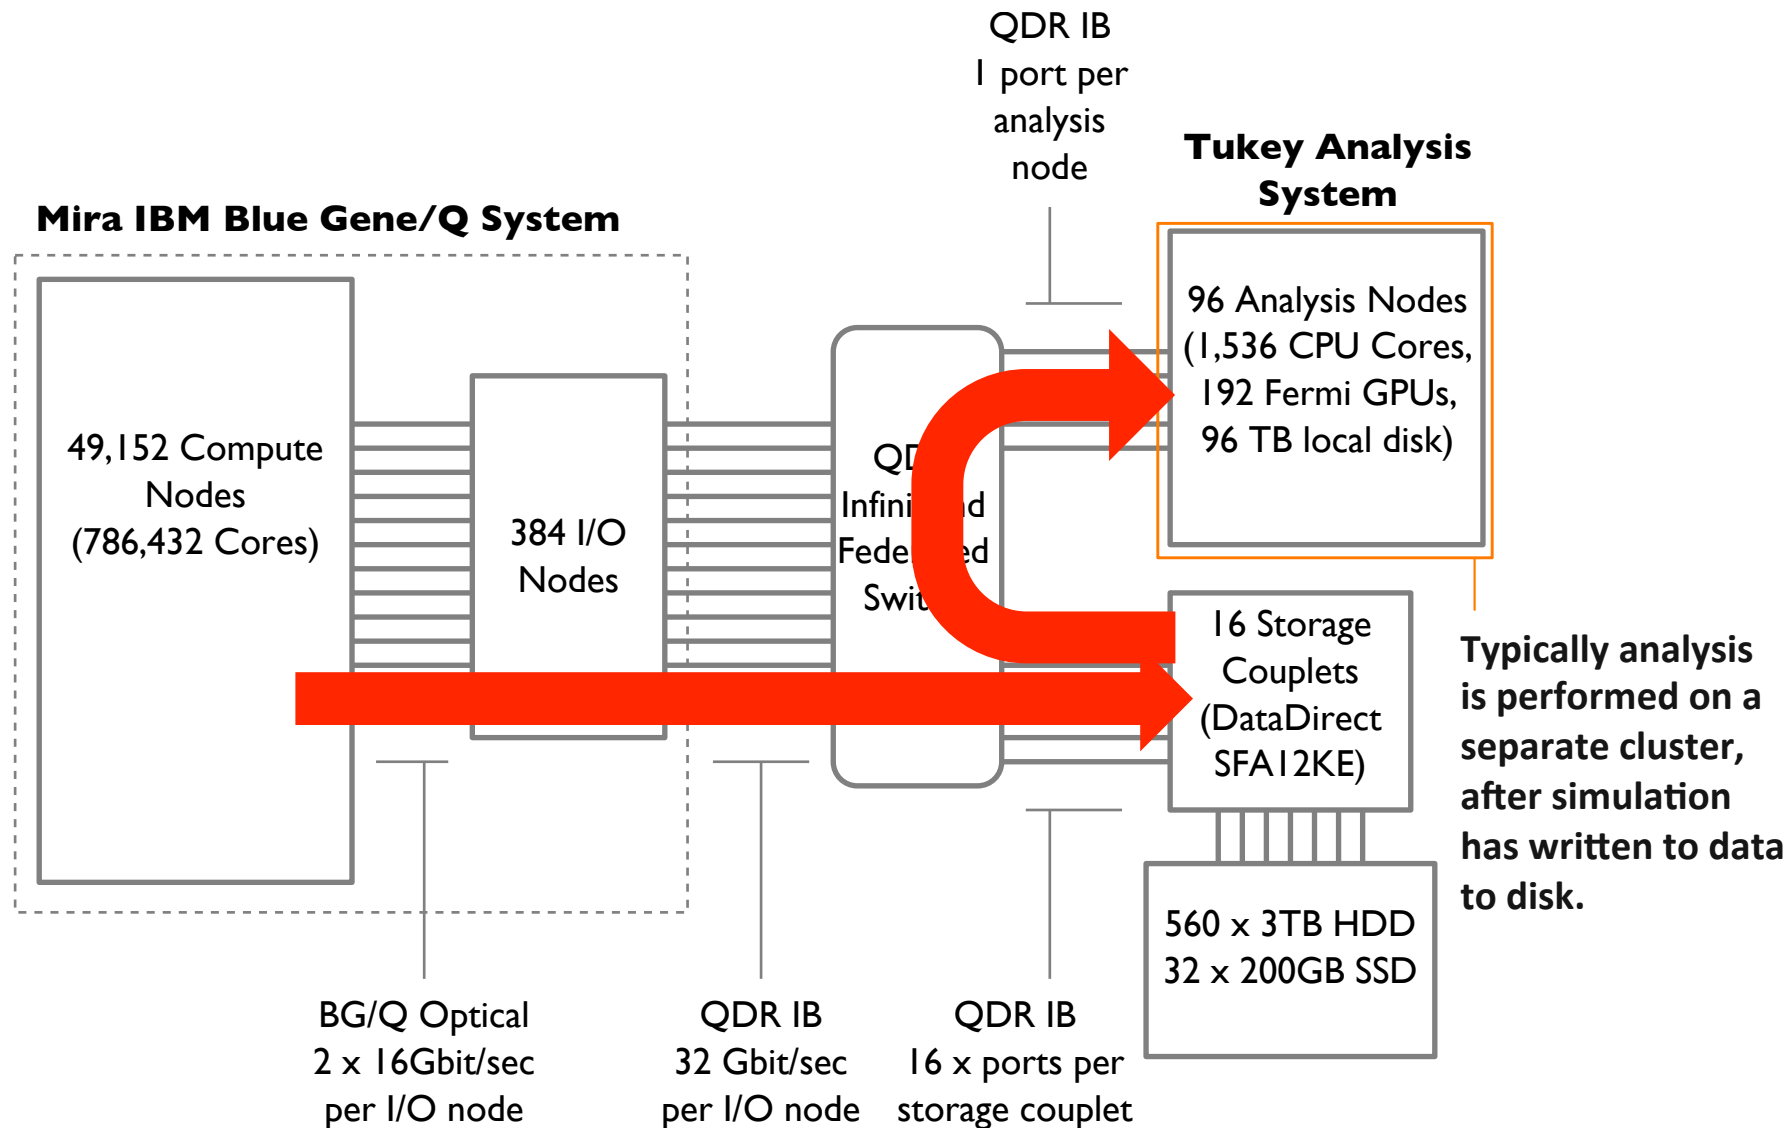 QDR IB
1 port per
analysis
node
Tukey Analysis
System
Mira IBM Blue Gene/Q System
96 Analysis Nodes
(1,536 CPU Cores,
192 Fermi GPUs,
96 TB local disk)
49,152 Compute
Nodes
(786,432 Cores)
384 I/O
Nodes
16 Storage
Couplets
(DataDirect
SFA12KE)
Typically analysis
is performed on a
separate cluster,
after simulation
has written to data
to disk.
560 x 3TB HDD
32 x 200GB SSD
BG/Q Optical
2 x 16Gbit/sec
per I/O node
QDR IB
32 Gbit/sec
per I/O node
QDR IB
16 x ports per
storage couplet